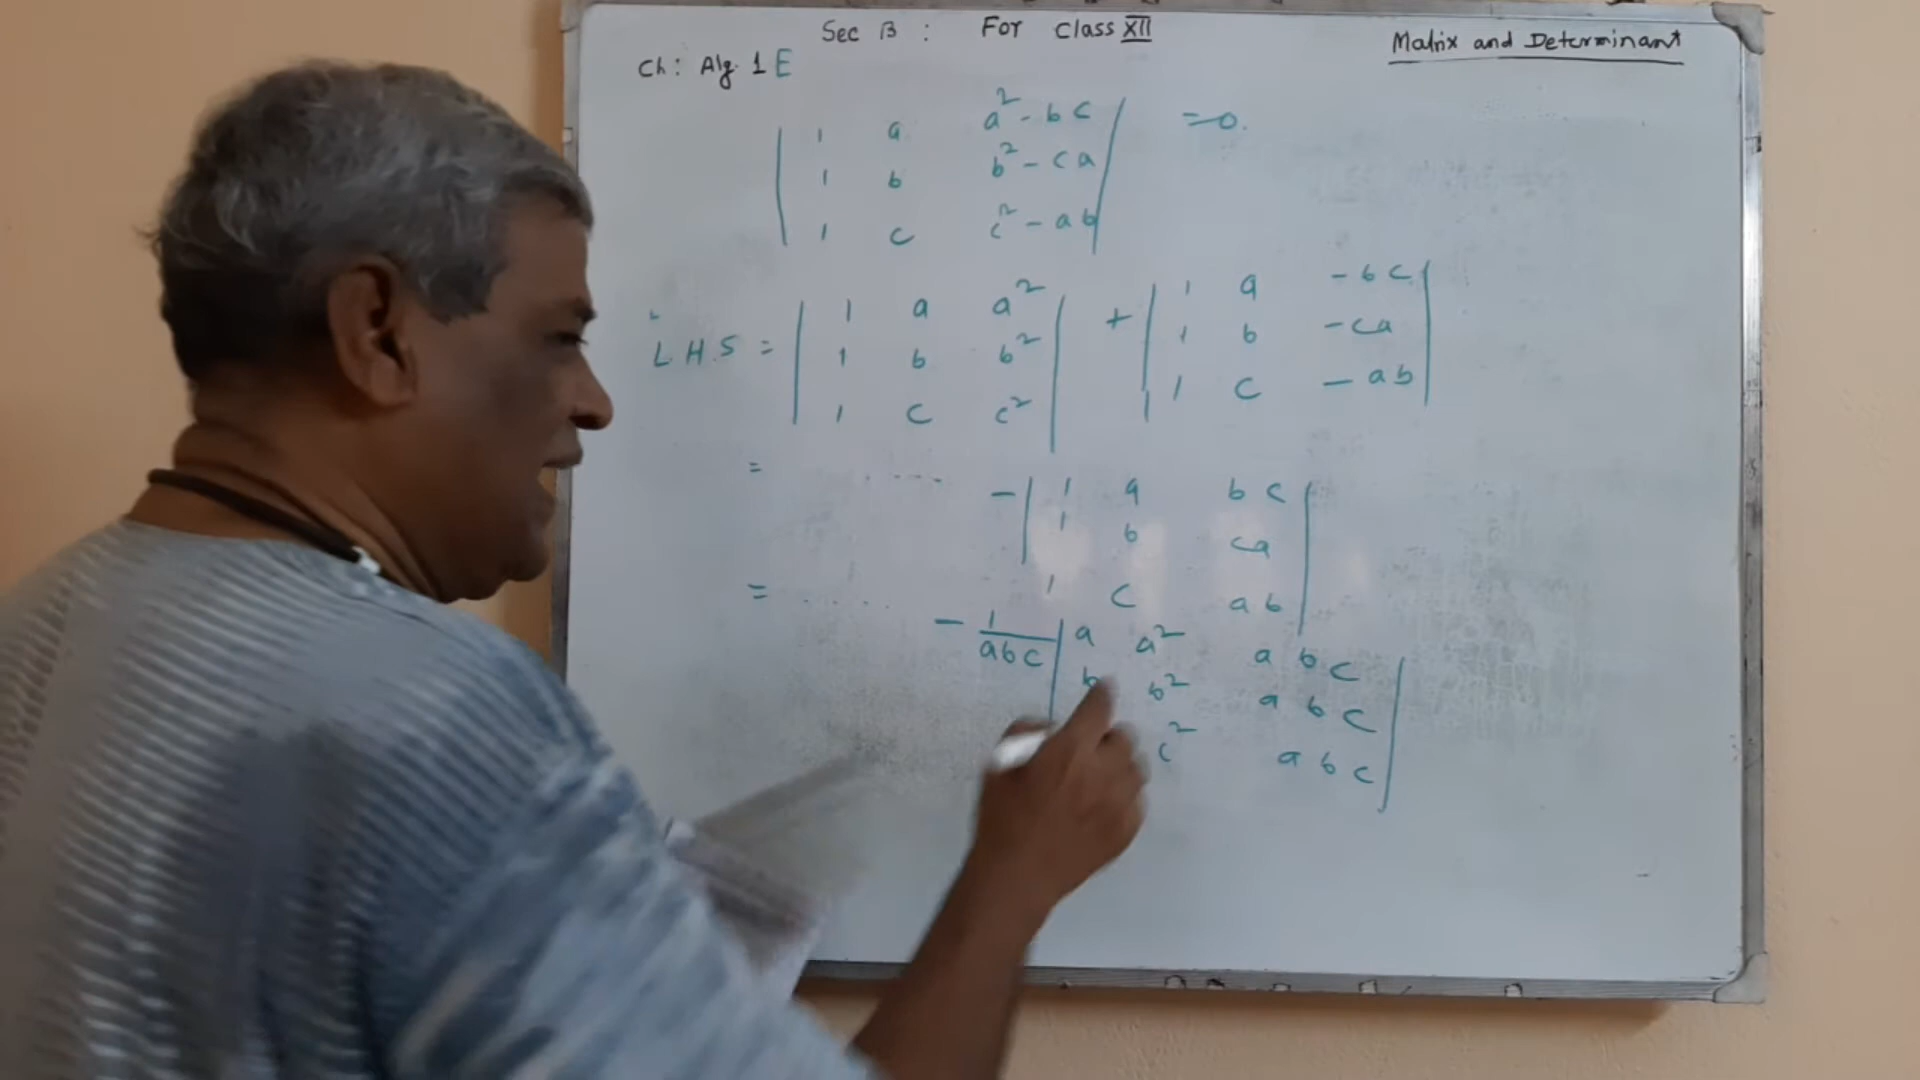 Sec B : For Class XII
Matrix and Determinant
Ch : Alg. 1 E
| 1 a a² - bc | = 0.
| 1 b b² - ca |
| 1 c c² - ab |
L.H.S = | 1 a a² | + | 1 a - bc |
| 1 b b² | | 1 b - ca |
| 1 c c² | | 1 c - ab |
= ..... - | 1 a bc |
| 1 b ca |
| 1 c ab |
= ..... - 1/abc | a a² abc |
| b b² abc |
| c² abc |